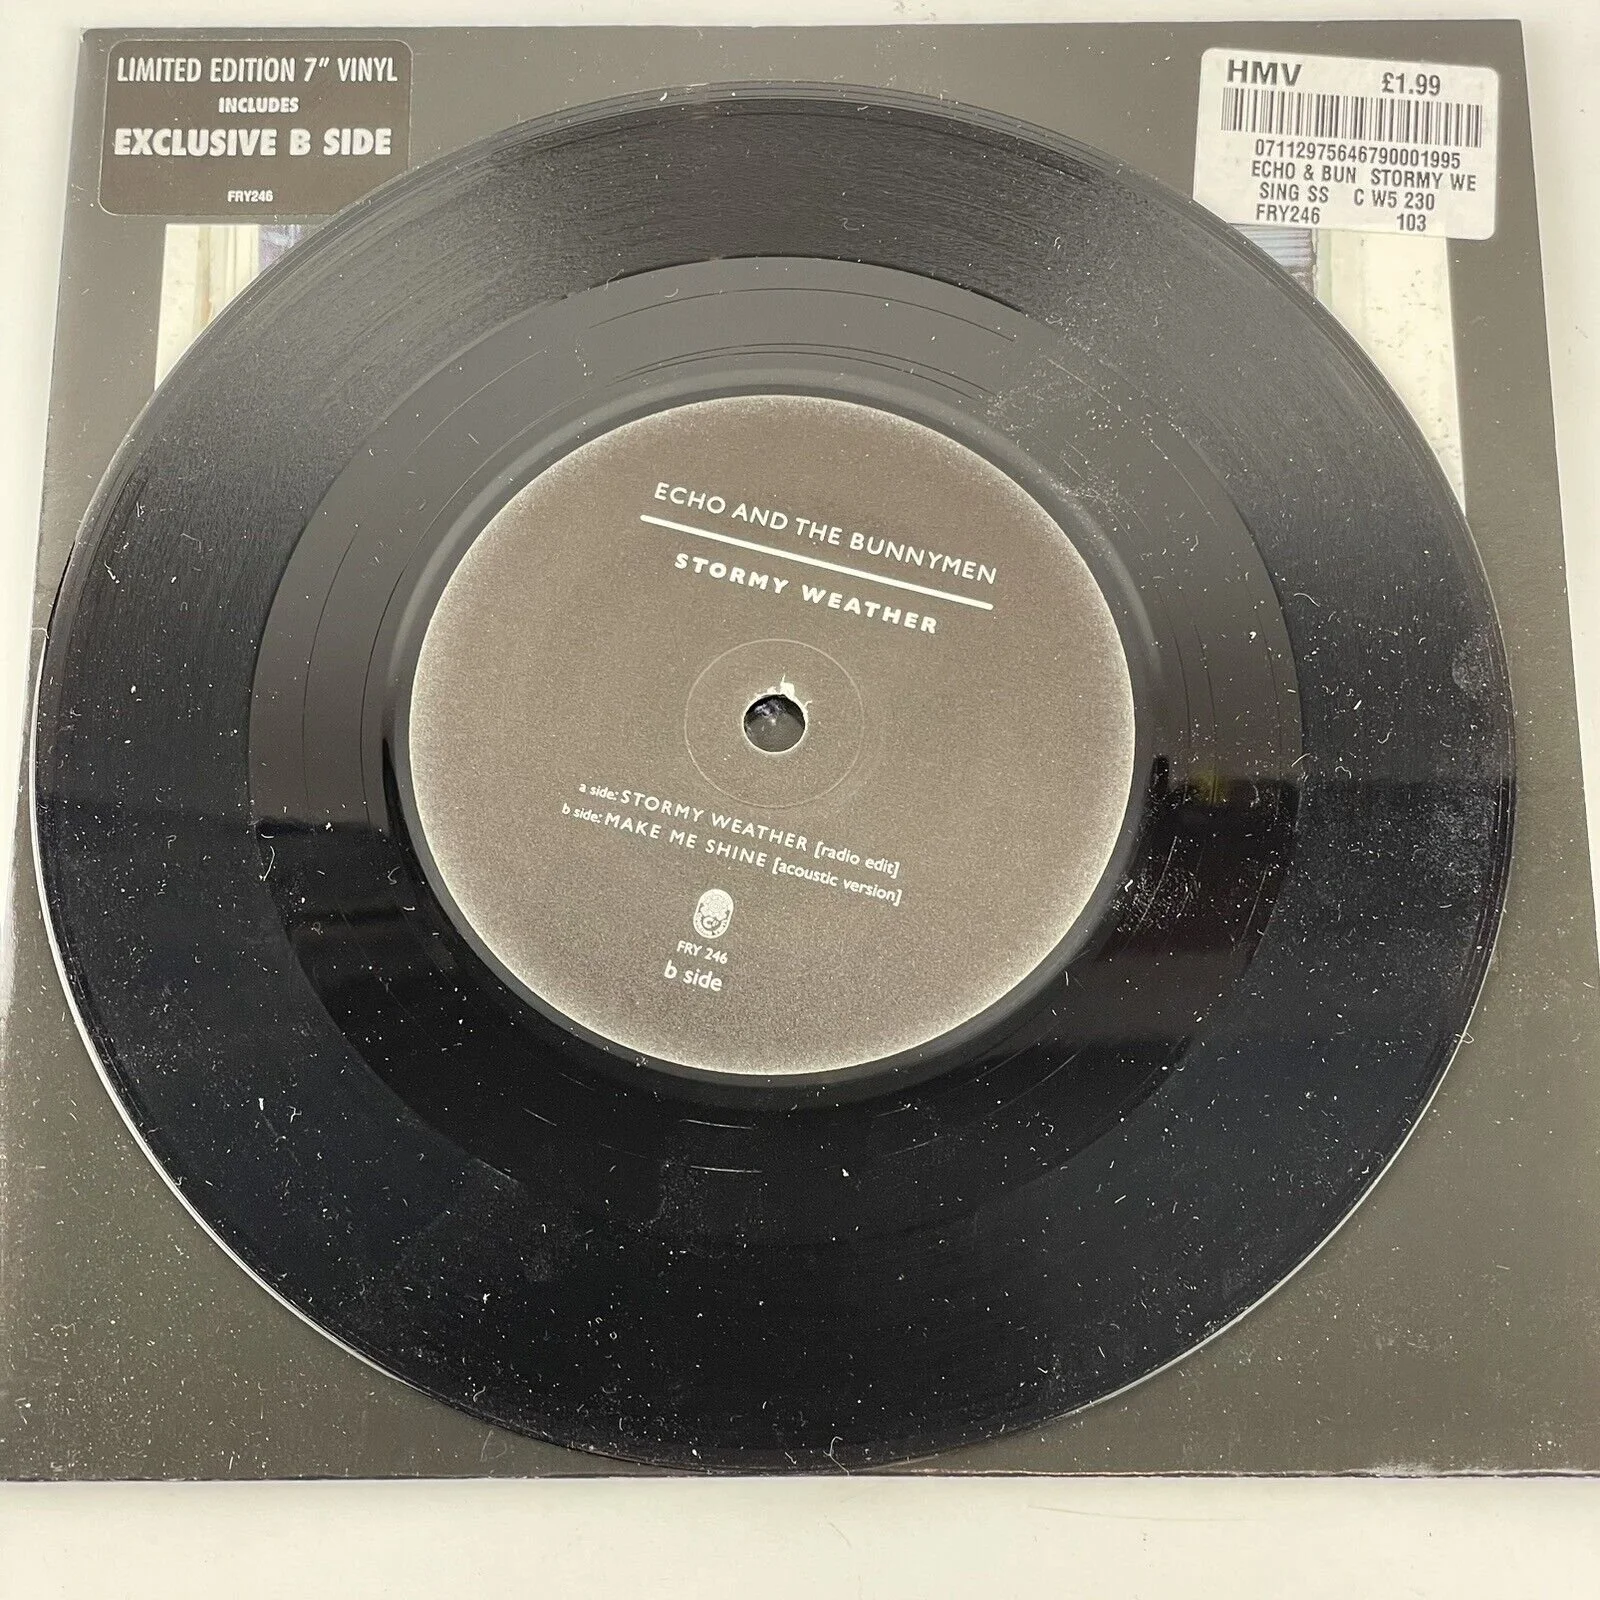 LIMITED EDITION 7" VINYL
INCLUDES
EXCLUSIVE B SIDE
FRY246
HMV £1.99
07112975646790001995
ECHO & BUN STORMY WE
SING SS C W5 230
FRY246 103
ECHO AND THE BUNNYMEN
STORMY WEATHER
a side: STORMY WEATHER [radio edit]
b side: MAKE ME SHINE [acoustic version]
FRY 246
b side